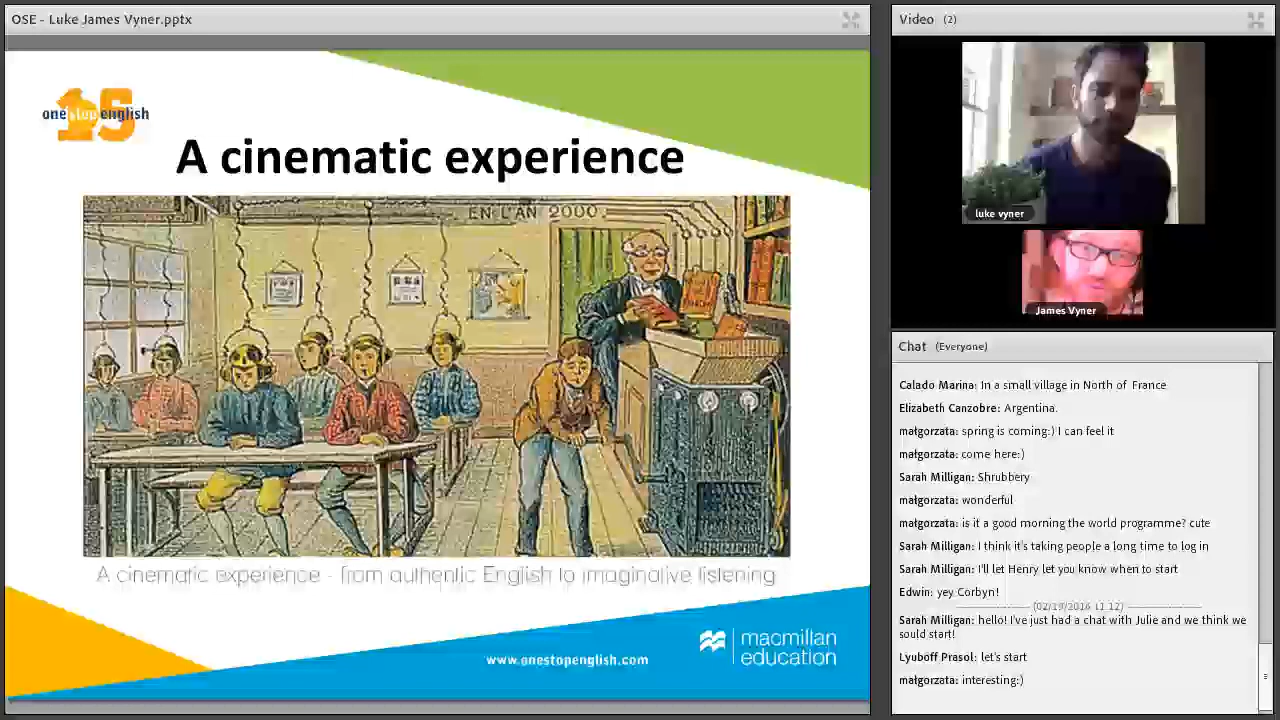 OSE - Luke James Vyner.pptx
onestopenglish
15
A cinematic experience
EN L'AN 2000
A cinematic experience - from authentic English to imaginative listening
www.onestopenglish.com
macmillan
education
Video (2)
luke vyner
James Vyner
Chat (Everyone)
Calado Marina: In a small village in North of France
Elizabeth Canzobre: Argentina.
małgorzata: spring is coming:) I can feel it
małgorzata: come here:)
Sarah Milligan: Shrubbery
małgorzata: wonderful
małgorzata: is it a good morning the world programme? cute
Sarah Milligan: I think it's taking people a long time to log in
Sarah Milligan: I'll let Henry let you know when to start
Edwin: yey Corbyn!
(02/19/2016 11:12)
Sarah Milligan: hello! I've just had a chat with Julie and we think we
sould start!
Lyuboff Prasol: let's start
małgorzata: interesting:)